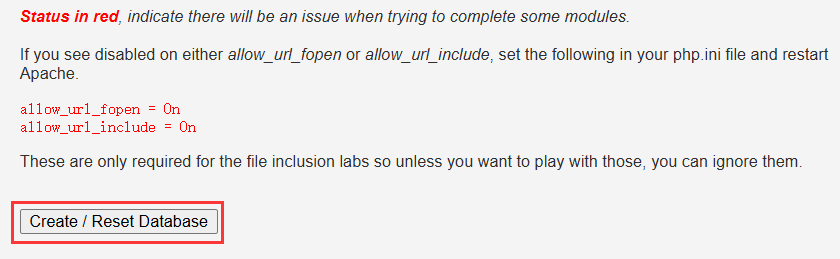 Status in red, indicate there will be an issue when trying to complete some modules.
If you see disabled on either allow_url_fopen or allow_url_include, set the following in your php.ini file and restart
Apache.
allow_url_fopen = On
allow_url_include = On
These are only required for the file inclusion labs so unless you want to play with those, you can ignore them.
Create / Reset Database